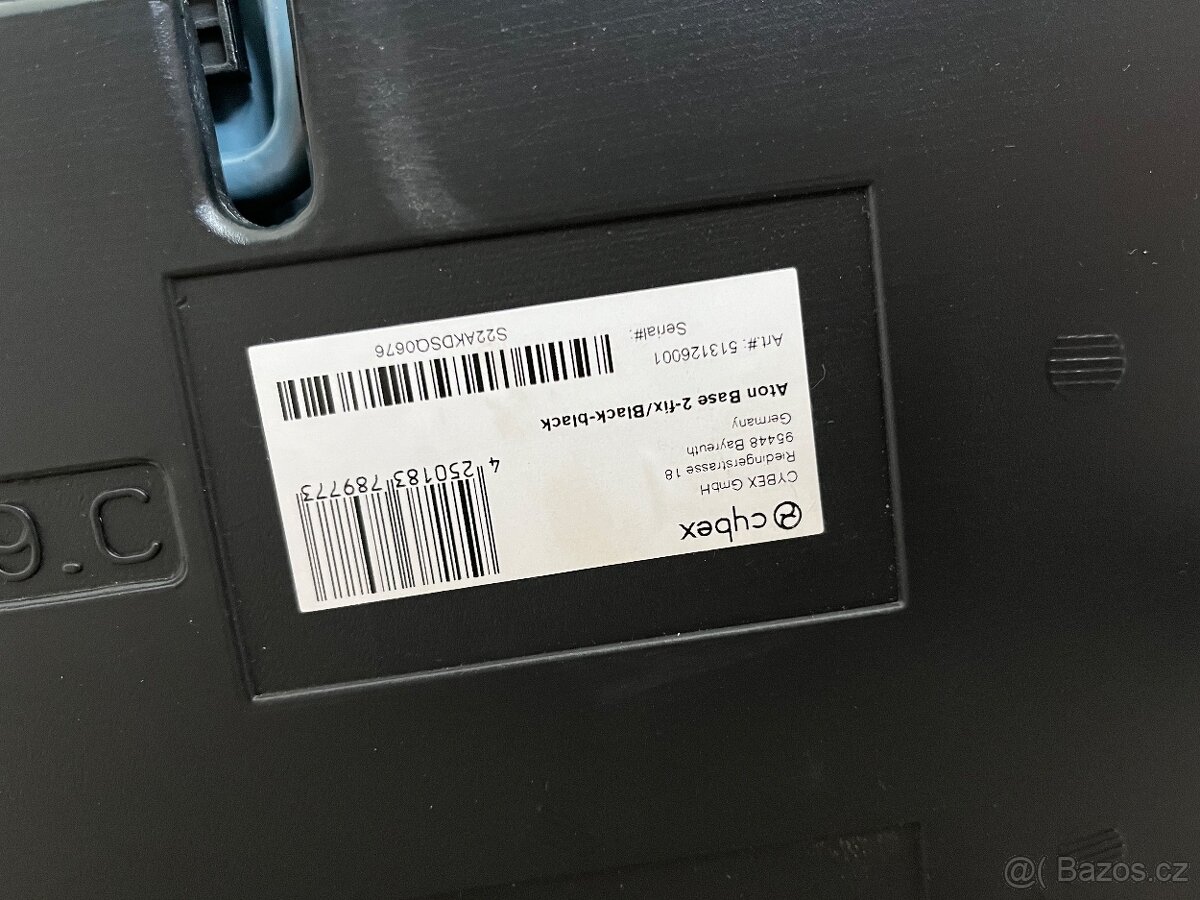 cybex
CYBEX GmbH
Riedingerstrasse 18
95448 Bayreuth
Germany
4 250183 789773
Aton Base 2-fix/Black-black
Art.#: 513126001
Serial#:
S22AKDSQ0676
9.C
@( Bazos.cz